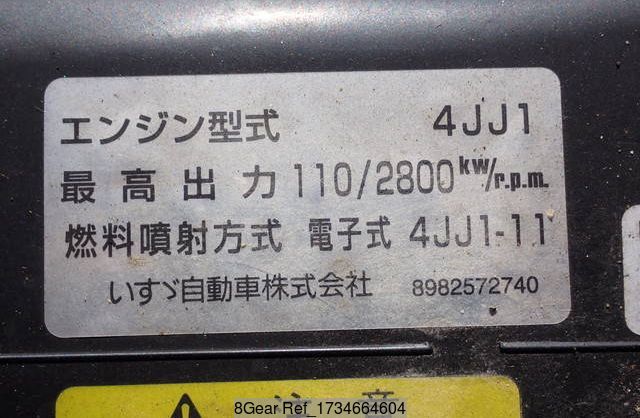 エンジン型式 4JJ1
最高出力 110/2800 kw/r.p.m.
燃料噴射方式 電子式 4JJ1-11
いすゞ自動車株式会社 8982572740
注意
8Gear Ref_1734664604